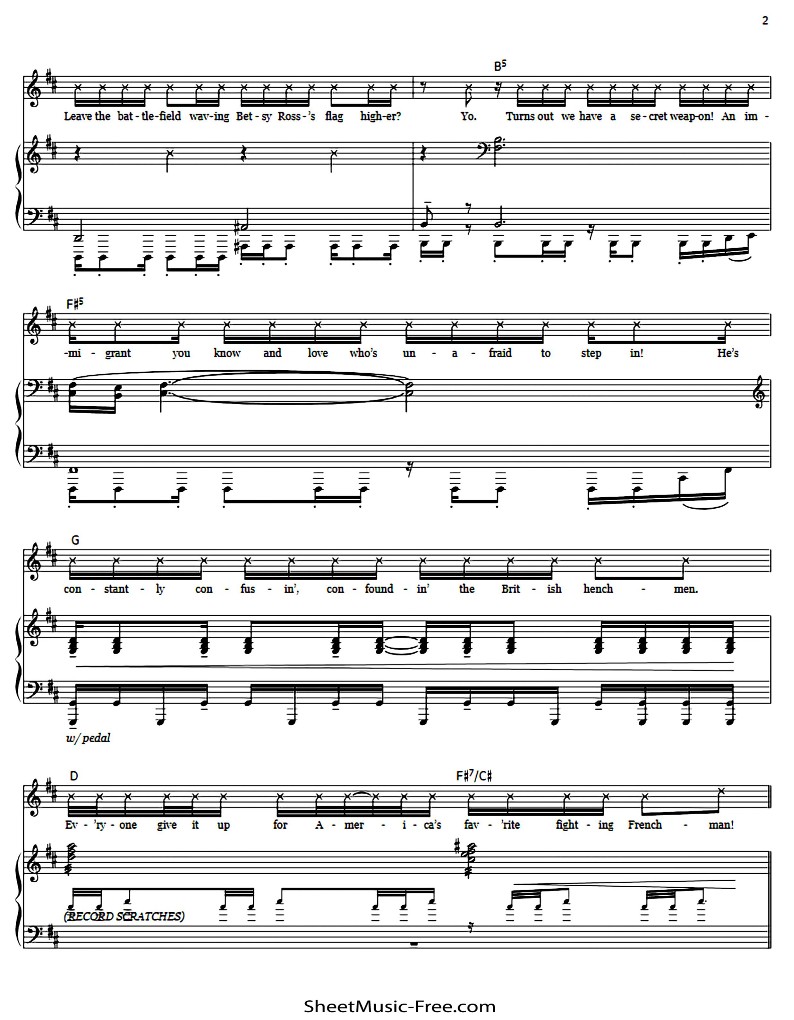 2
B5
Leave the bat - tle-field wav-ing Bet - sy Ross-'s flag high-er? Yo. Turns out we have a se - cret weap-on! An im -
F#5
-mi - grant you know and love who's un - a - fraid to step in! He's
G
con - stant - ly con - fus - in', con - found - in' the Brit - ish hench - men.
w/ pedal
D F#7/C#
Ev - 'ry - one give it up for A - mer - i - ca's fav - 'rite fight - ing French - man!
(RECORD SCRATCHES)
SheetMusic-Free.com